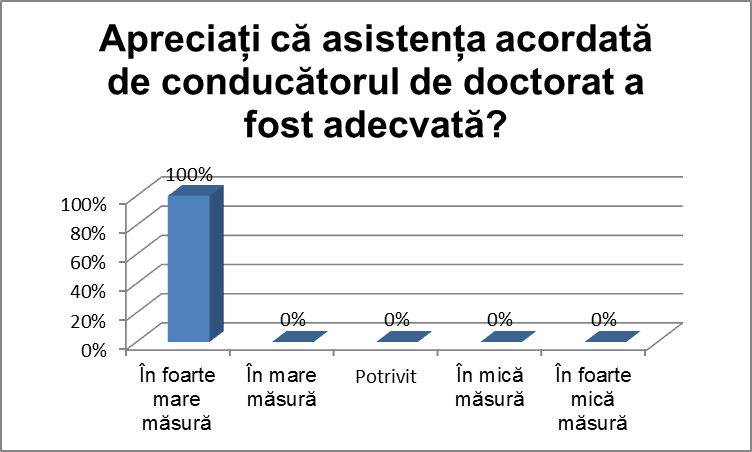 Apreciați că asistența acordată
de conducătorul de doctorat a
fost adecvată?
100%
100%
80%
60%
40%
20%
0%
0%
0%
0%
0%
În foarte
mare
măsură
În mare
măsură
Potrivit
În mică
măsură
În foarte
mică
măsură